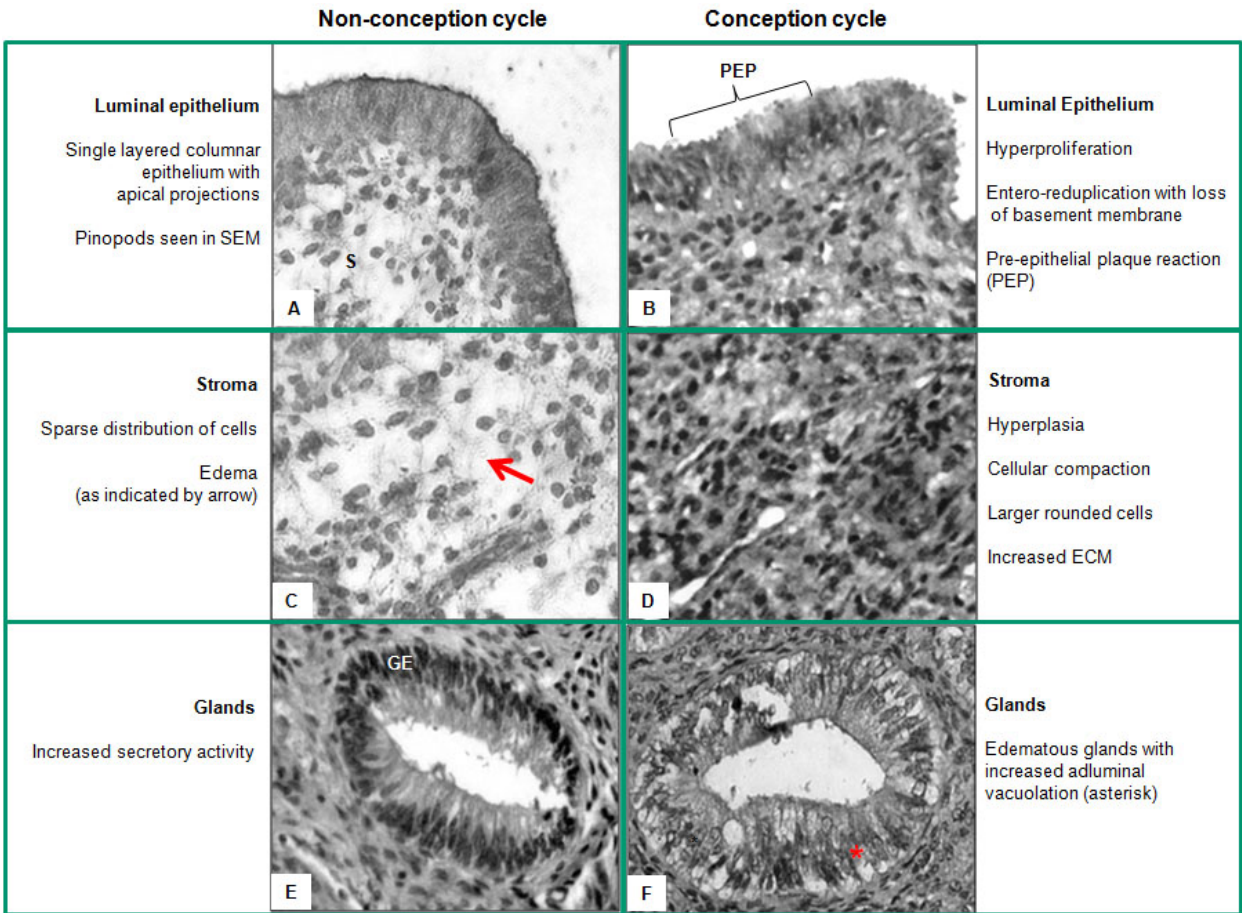 Non-conception cycle
Conception cycle
Luminal epithelium
Single layered columnar
epithelium with
apical projections
Pinopods seen in SEM
S
A
PEP
B
Luminal Epithelium
Hyperproliferation
Entero-reduplication with loss
of basement membrane
Pre-epithelial plaque reaction
(PEP)
Stroma
Sparse distribution of cells
Edema
(as indicated by arrow)
C
D
Stroma
Hyperplasia
Cellular compaction
Larger rounded cells
Increased ECM
Glands
Increased secretory activity
GE
E
*
F
Glands
Edematous glands with
increased adluminal
vacuolation (asterisk)